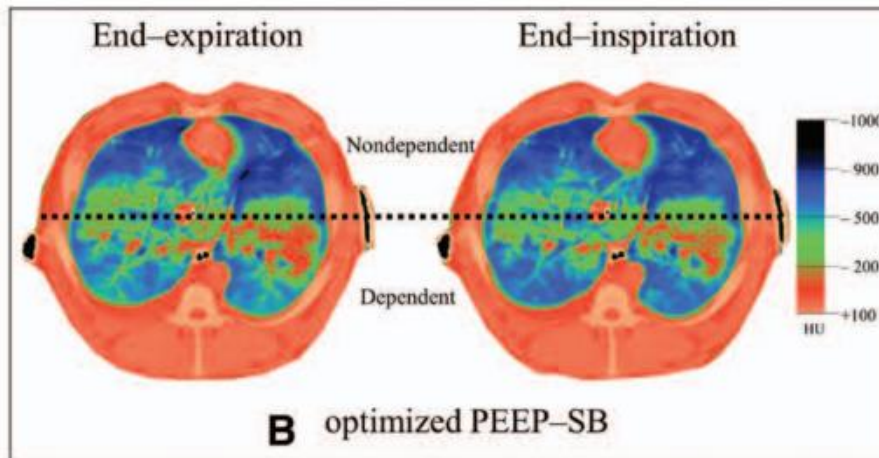 End–expiration
End–inspiration
Nondependent
Dependent
-1000
-900
-500
-200
+100
HU
B optimized PEEP–SB